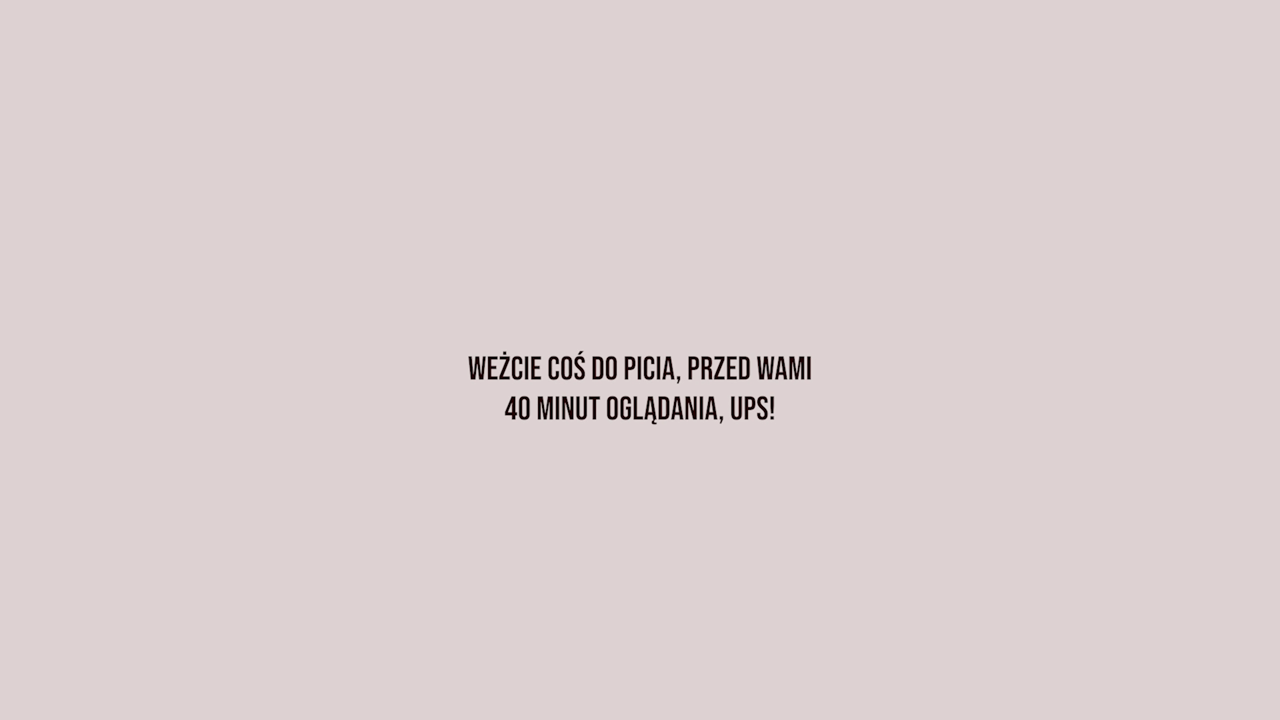 WEŻCIE COŚ DO PICIA, PRZED WAMI
40 MINUT OGLĄDANIA, UPS!